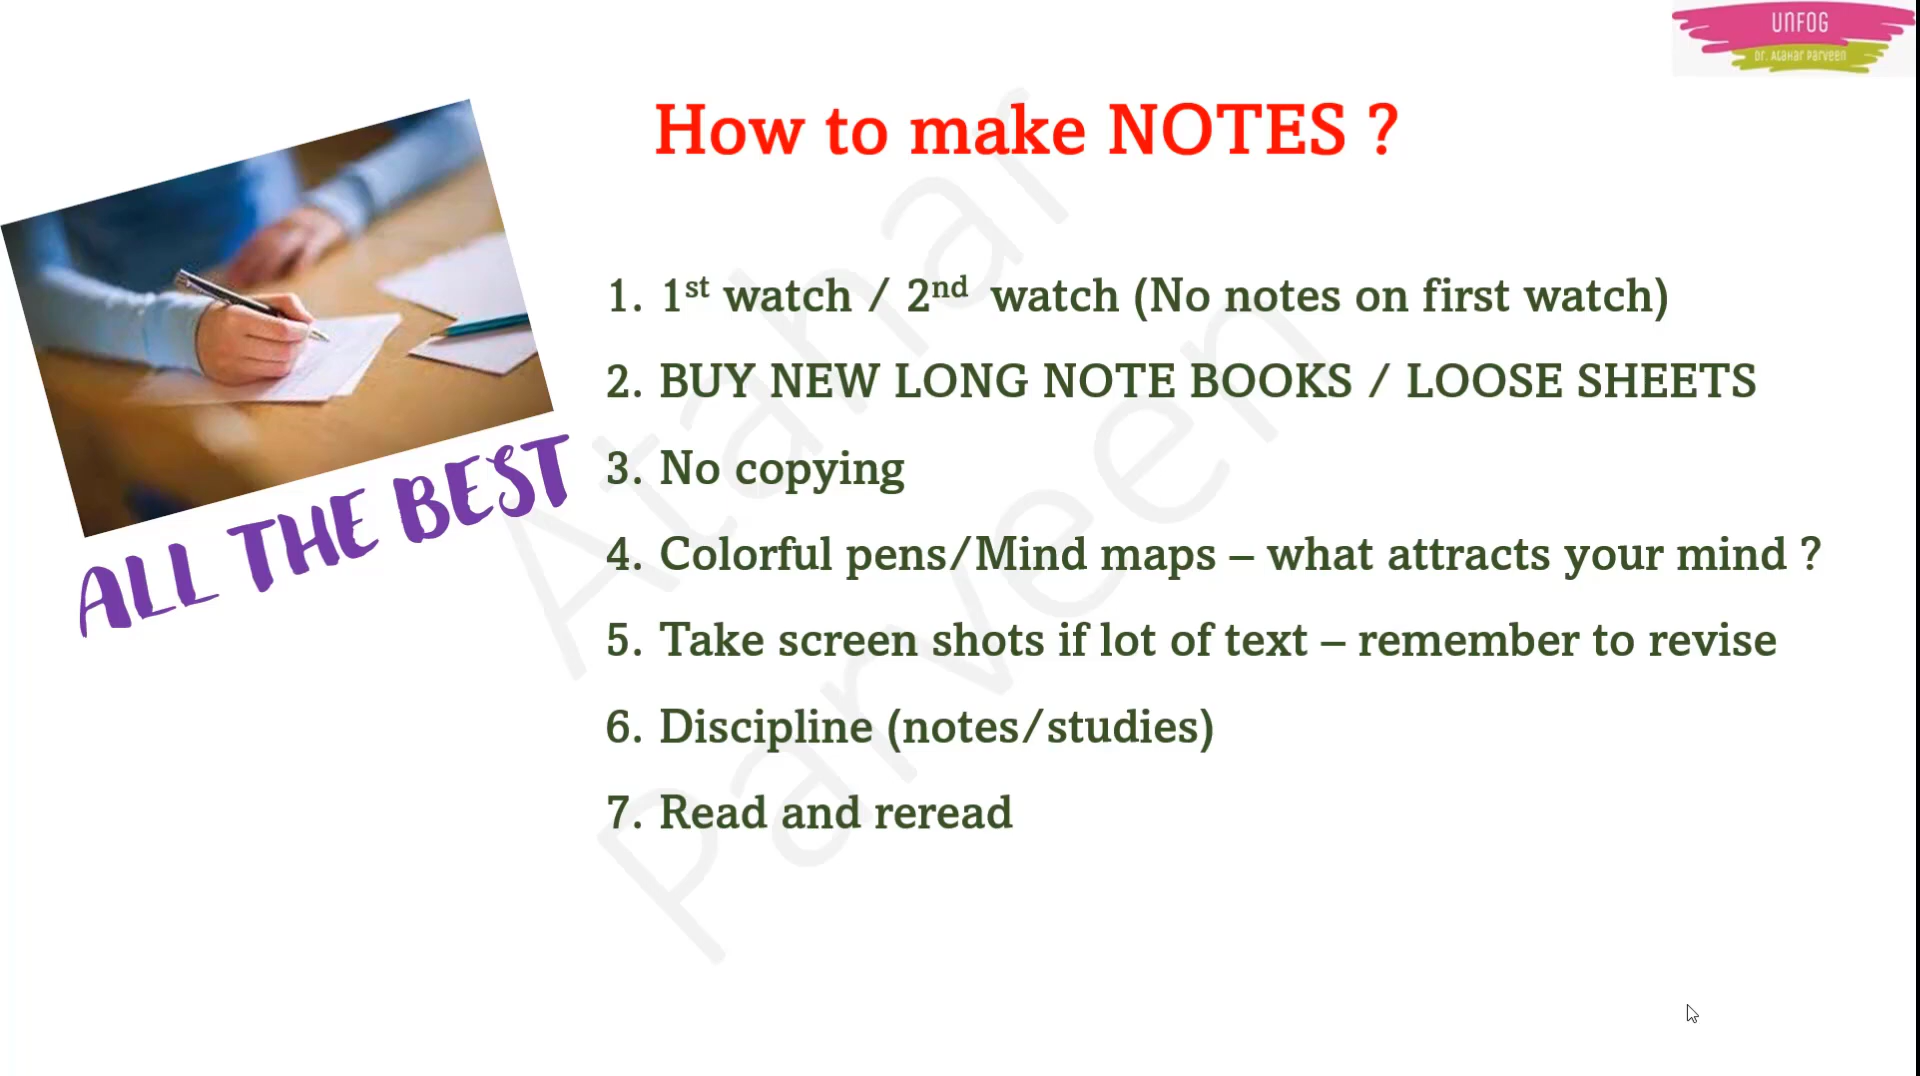 UNFOG
Dr. Atahar Parveen
How to make NOTES ?
1. 1st watch / 2nd watch (No notes on first watch)
2. BUY NEW LONG NOTE BOOKS / LOOSE SHEETS
3. No copying
4. Colorful pens/Mind maps – what attracts your mind ?
5. Take screen shots if lot of text – remember to revise
6. Discipline (notes/studies)
7. Read and reread
ALL THE BEST
Atahar
Parveen